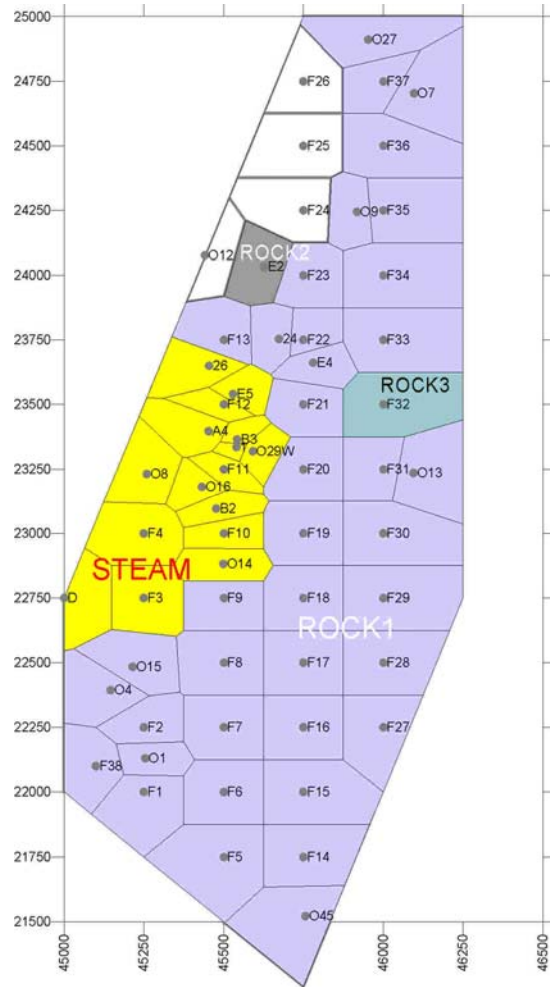 25000
O27
24750
F26
F37
O7
24500
F25
F36
24250
F24
O9
F35
O12
ROCK2
24000
E2
F23
F34
23750
F13
24
F22
F33
26
E4
E5
ROCK3
23500
F12
F21
F32
A4
B3
O29W
23250
O8
F11
F20
F31
O13
O16
B2
23000
F4
F10
F19
F30
O14
STEAM
22750
D
F3
F9
F18
F29
ROCK1
22500
O15
F8
F17
F28
O4
22250
F2
F7
F16
F27
F38
O1
22000
F1
F6
F15
21750
F5
F14
21500
O45
45000
45250
45500
45750
46000
46250
46500